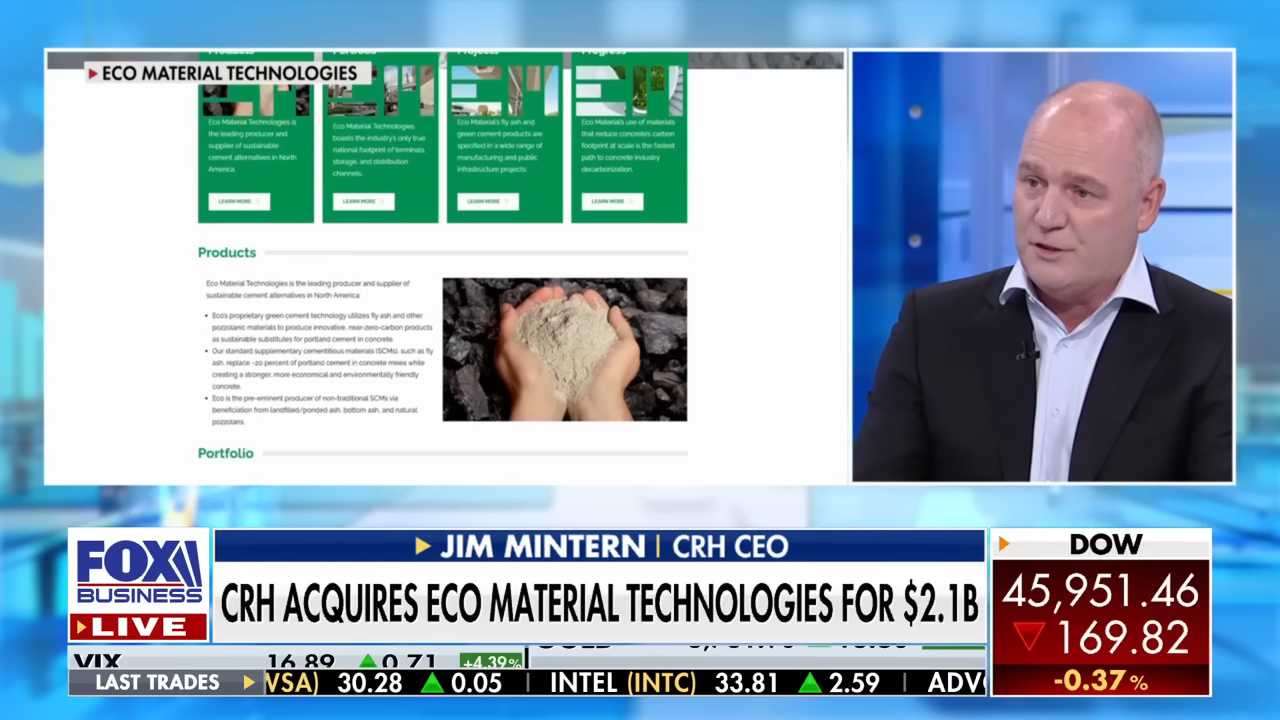 ECO MATERIAL TECHNOLOGIES
Products
Portfolio
Projects
Progress
Eco Material Technologies is
the leading producer and
supplier of sustainable
cement alternatives in North
America.
LEARN MORE
Eco Material Technologies
boasts the industry's only true
national footprint of terminals,
storage, and distribution
channels.
LEARN MORE
Eco Material's fly ash and
green cement products are
specified in a wide range of
manufacturing and public
infrastructure projects.
LEARN MORE
Eco Material's use of materials
that reduce concrete's carbon
footprint at scale is the fastest
path to concrete industry
decarbonization.
LEARN MORE
Products
Eco Material Technologies is the leading producer and supplier of
sustainable cement alternatives in North America:
• Eco's proprietary green cement technology utilizes fly ash and other
pozzolanic materials to produce innovative, near-zero-carbon products
as sustainable substitutes for portland cement in concrete.
• Our standard supplementary cementitious materials (SCMs), such as fly
ash, replace ~20 percent of portland cement in concrete mixes while
creating a stronger, more economical and environmentally friendly
concrete.
• Eco is the pre-eminent producer of non-traditional SCMs via
beneficiation from landfilled/ponded ash, bottom ash, and natural
pozzolans.
Portfolio
JIM MINTERN | CRH CEO
CRH ACQUIRES ECO MATERIAL TECHNOLOGIES FOR $2.1B
FOX
BUSINESS
LIVE
DOW
45,951.46
169.82
-0.37%
VIX 16.89 0.71 +4.39%
GOLD
LAST TRADES
VSA) 30.28 0.05 | INTEL (INTC) 33.81 2.59 | ADV